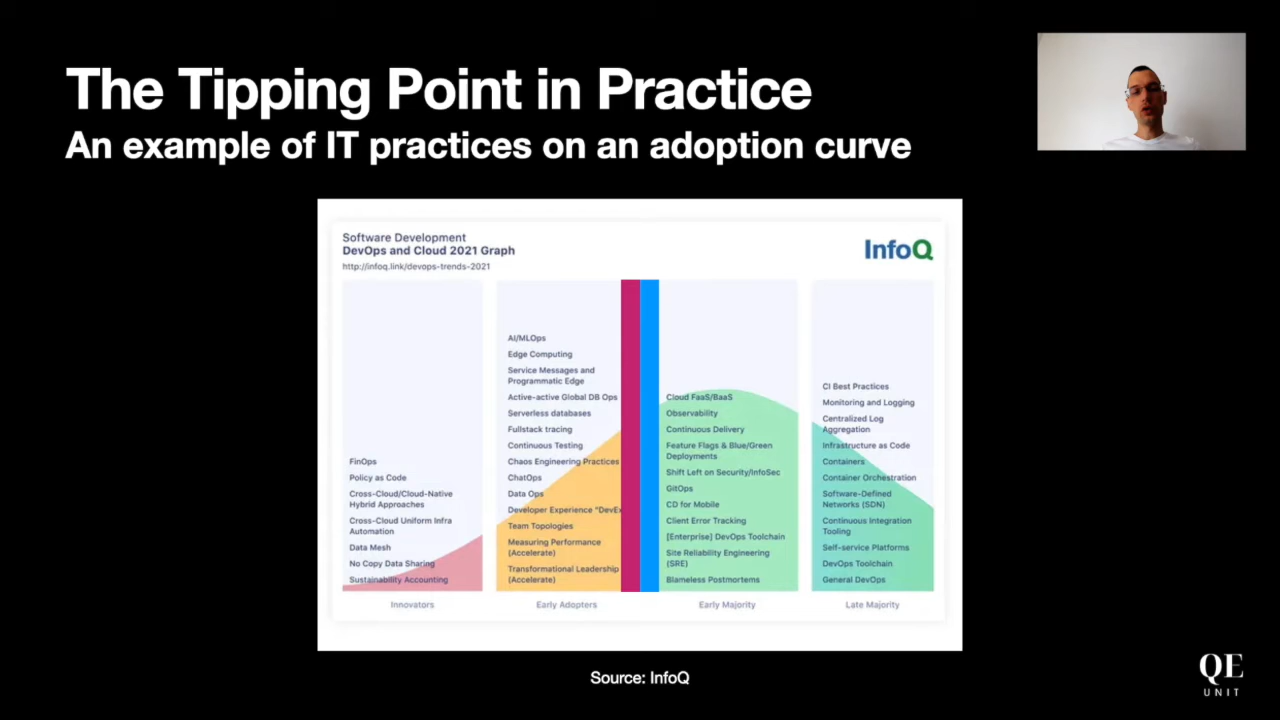 The Tipping Point in Practice
An example of IT practices on an adoption curve
Software Development
DevOps and Cloud 2021 Graph
http://infoq.link/devops-trends-2021
InfoQ
FinOps
Policy as Code
Cross-Cloud/Cloud-Native
Hybrid Approaches
Cross-Cloud Uniform Infra
Automation
Data Mesh
No Copy Data Sharing
Sustainability Accounting
Innovators
AI/MLOps
Edge Computing
Service Messages and
Programmatic Edge
Active-active Global DB Ops
Serverless databases
Fullstack tracing
Continuous Testing
Chaos Engineering Practices
ChatOps
Data Ops
Developer Experience "DevEx
Team Topologies
Measuring Performance
(Accelerate)
Transformational Leadership
(Accelerate)
Early Adopters
Cloud FaaS/BaaS
Observability
Continuous Delivery
Feature Flags & Blue/Green
Deployments
Shift Left on Security/InfoSec
GitOps
CD for Mobile
Client Error Tracking
[Enterprise] DevOps Toolchain
Site Reliability Engineering
(SRE)
Blameless Postmortems
Early Majority
CI Best Practices
Monitoring and Logging
Centralized Log
Aggregation
Infrastructure as Code
Containers
Container Orchestration
Software-Defined
Networks (SDN)
Continuous Integration
Tooling
Self-service Platforms
DevOps Toolchain
General DevOps
Late Majority
Source: InfoQ
QE
UNIT